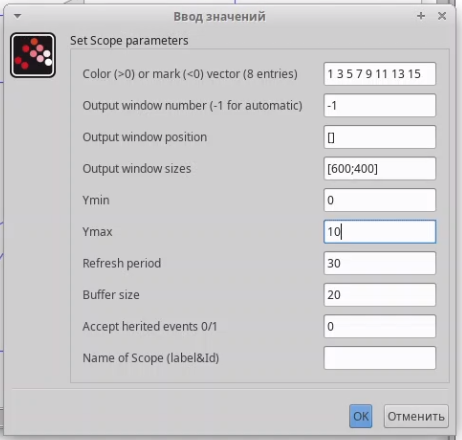 Ввод значений
Set Scope parameters
Color (>0) or mark (<0) vector (8 entries) 1 3 5 7 9 11 13 15
Output window number (-1 for automatic) -1
Output window position []
Output window sizes [600;400]
Ymin 0
Ymax 10
Refresh period 30
Buffer size 20
Accept herited events 0/1 0
Name of Scope (label&Id)
OK Отменить